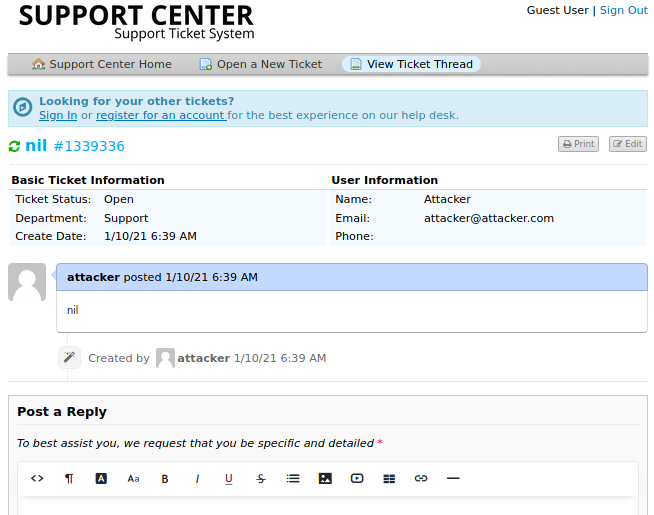 SUPPORT CENTER
Support Ticket System
Guest User | Sign Out
Support Center Home Open a New Ticket View Ticket Thread
Looking for your other tickets?
Sign In or register for an account for the best experience on our help desk.
nil #1339336 Print Edit
Basic Ticket Information User Information
Ticket Status: Open Name: Attacker
Department: Support Email: attacker@attacker.com
Create Date: 1/10/21 6:39 AM Phone:
attacker posted 1/10/21 6:39 AM
nil
Created by attacker 1/10/21 6:39 AM
Post a Reply
To best assist you, we request that you be specific and detailed *
<> ¶ A Aa B I U S